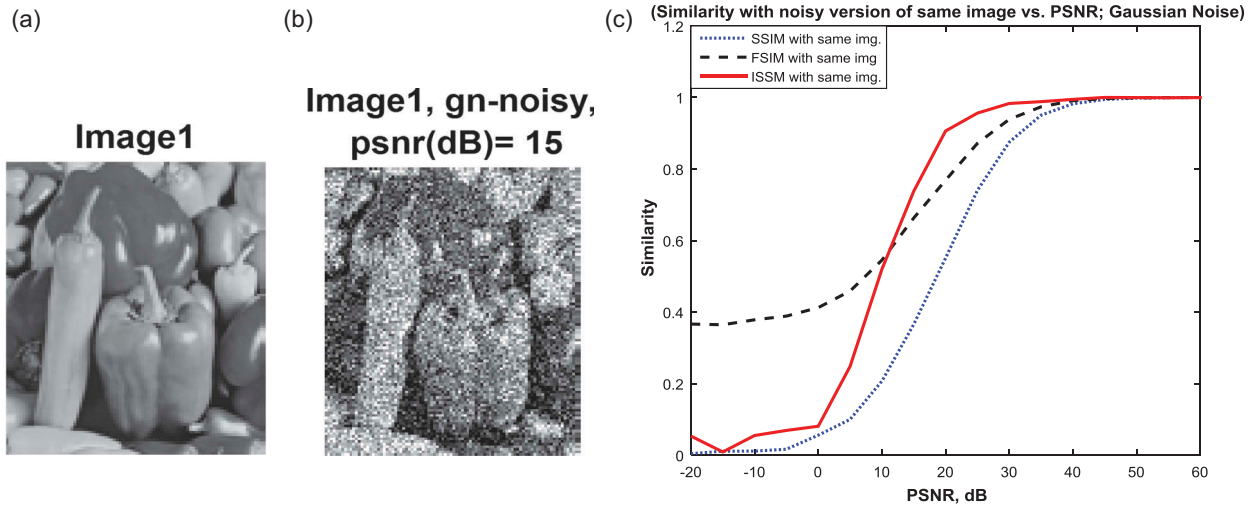 (a)
Image1
(b)
Image1, gn-noisy,
psnr(dB)= 15
(c)
(Similarity with noisy version of same image vs. PSNR; Gaussian Noise)
SSIM with same img.
FSIM with same img
ISSM with same img.
1.2
1
0.8
0.6
0.4
0.2
0
Similarity
-20
-10
0
10
20
30
40
50
60
PSNR, dB